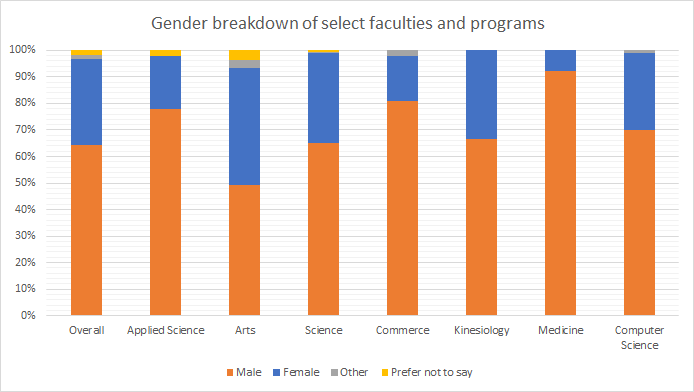 Gender breakdown of select faculties and programs
100%
90%
80%
70%
60%
50%
40%
30%
20%
10%
0%
Overall Applied Science Arts Science Commerce Kinesiology Medicine Computer
Science
Male Female Other Prefer not to say